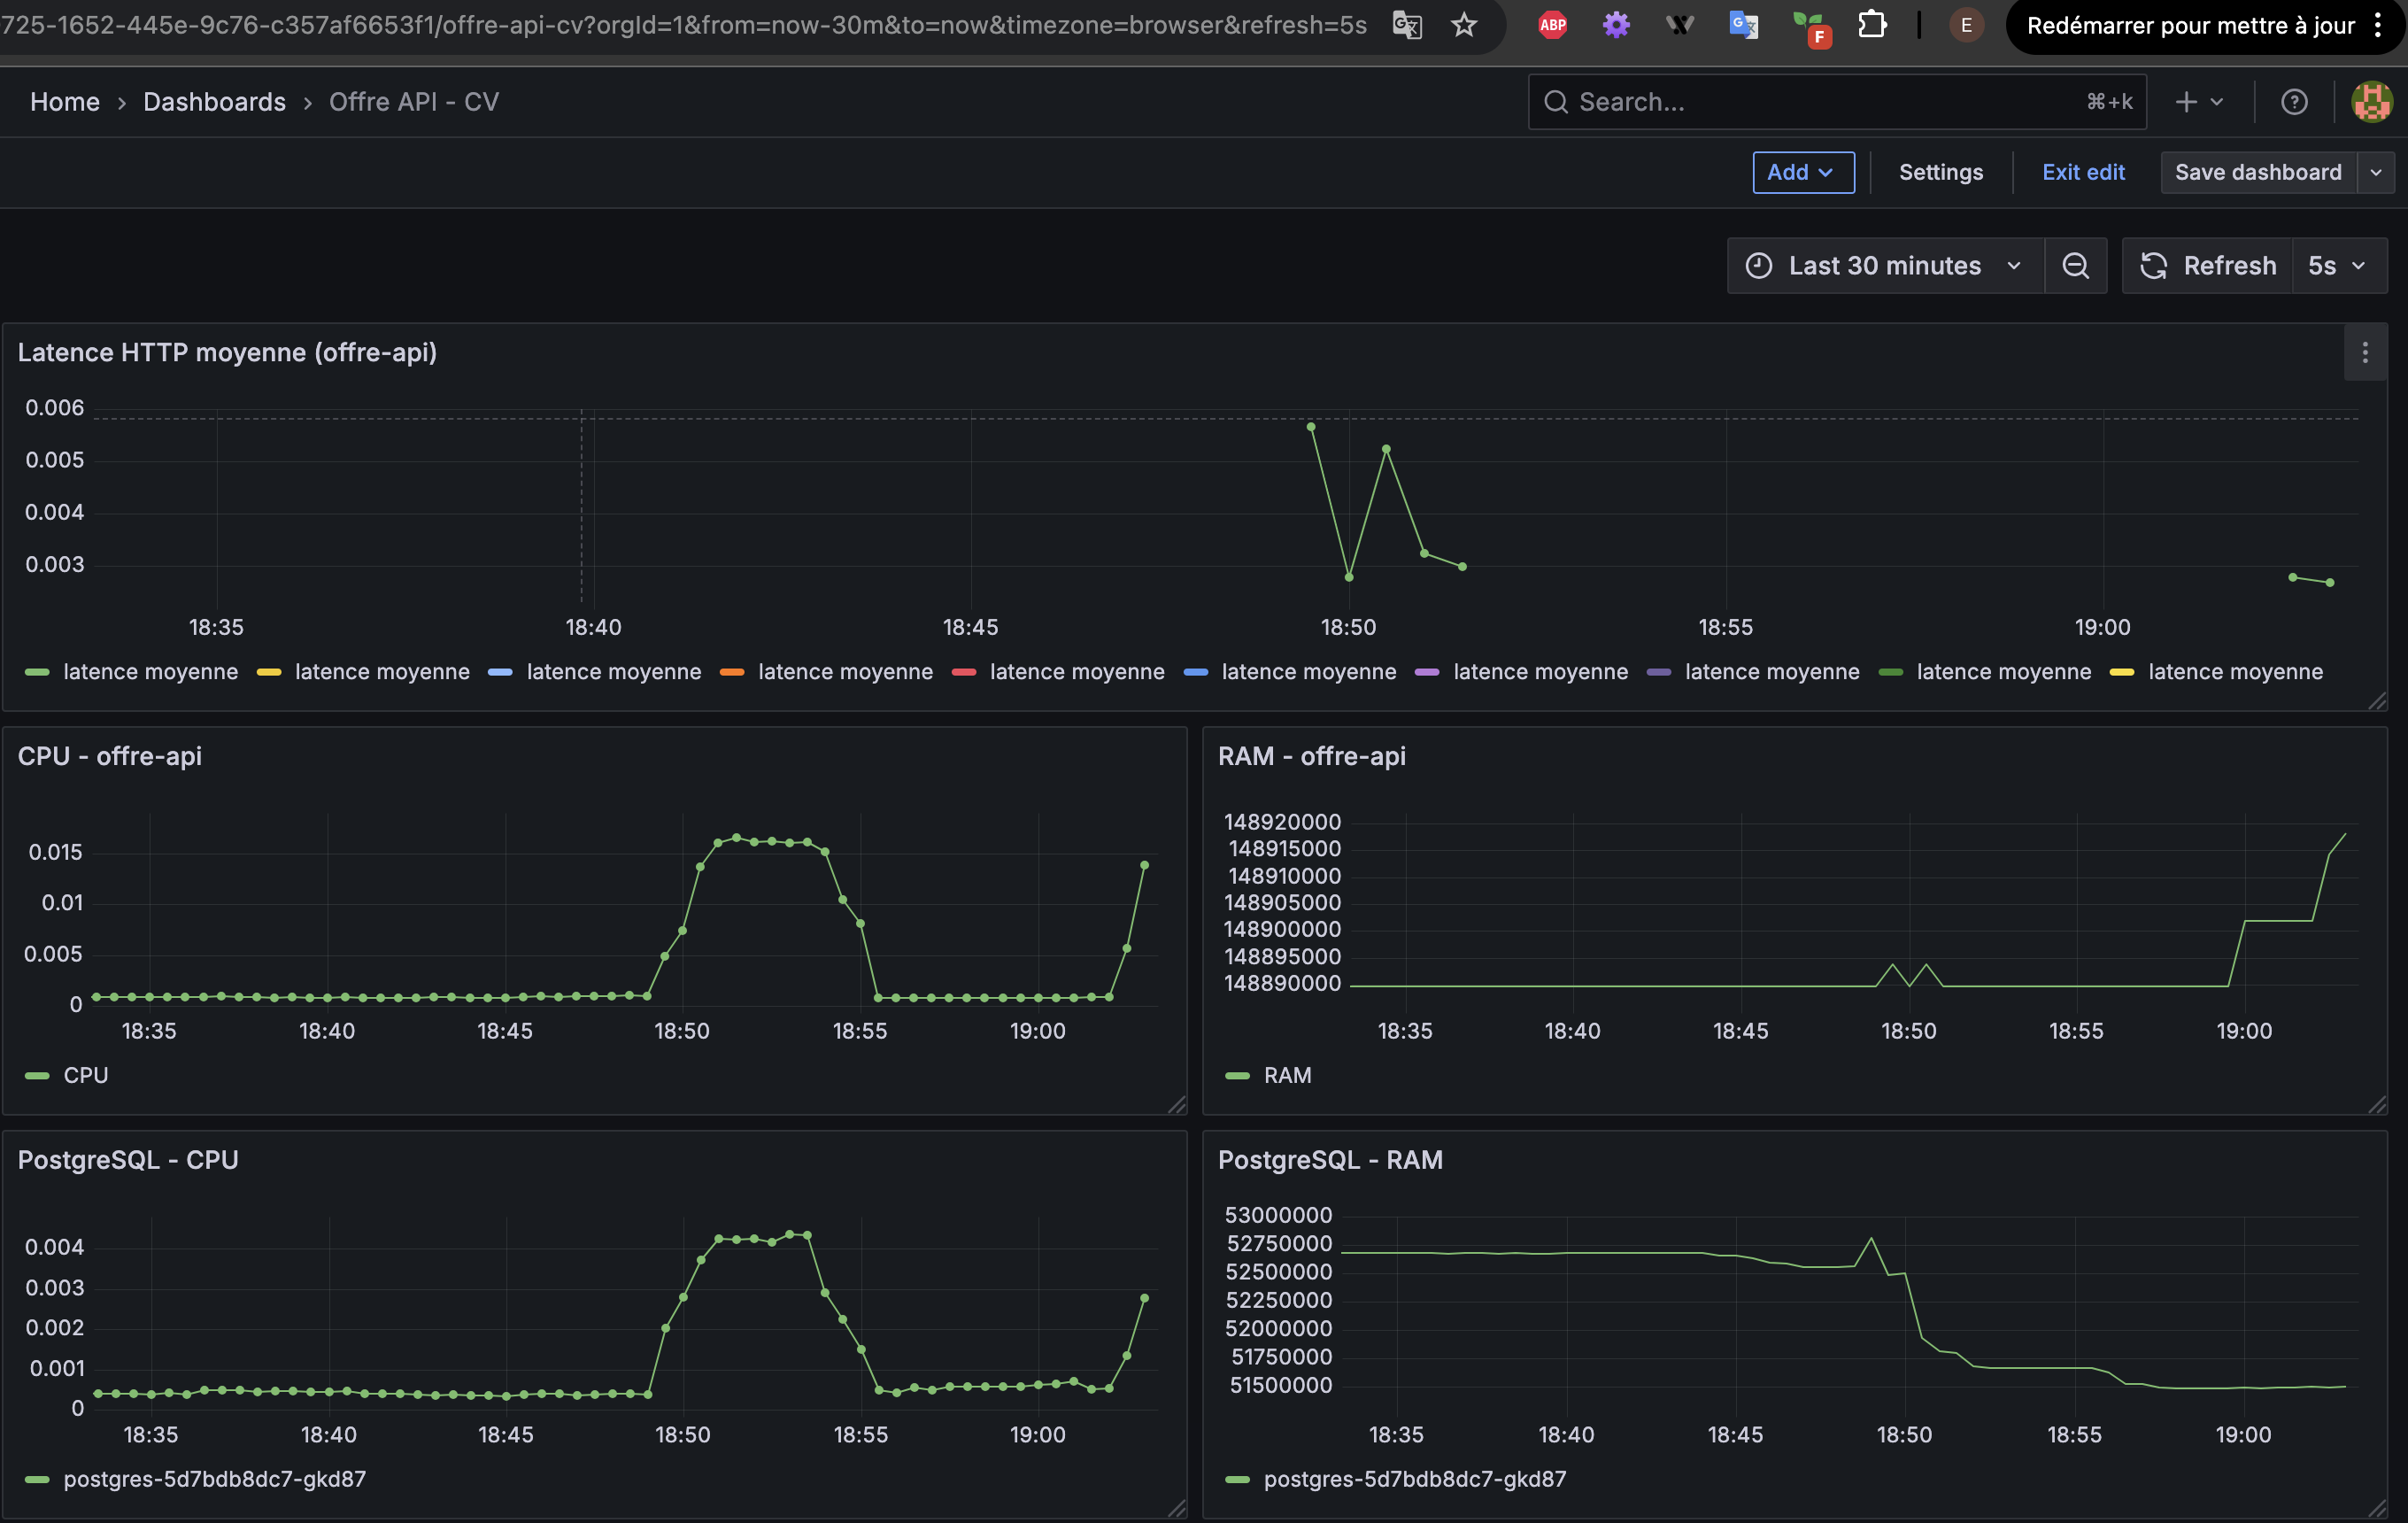 725-1652-445e-9c76-c357af6653f1/offre-api-cv?orgId=1&from=now-30m&to=now&timezone=browser&refresh=5s ABP F E Redémarrer pour mettre à jour
Home › Dashboards › Offre API - CV Search... ⌘+k
Add Settings Exit edit Save dashboard
Last 30 minutes Refresh 5s
Latence HTTP moyenne (offre-api)
0.006
0.005
0.004
0.003
18:35 18:40 18:45 18:50 18:55 19:00
latence moyenne latence moyenne latence moyenne latence moyenne latence moyenne latence moyenne latence moyenne latence moyenne latence moyenne latence moyenne
CPU - offre-api
0.015
0.01
0.005
0
18:35 18:40 18:45 18:50 18:55 19:00
CPU
RAM - offre-api
148920000
148915000
148910000
148905000
148900000
148895000
148890000
18:35 18:40 18:45 18:50 18:55 19:00
RAM
PostgreSQL - CPU
0.004
0.003
0.002
0.001
0
18:35 18:40 18:45 18:50 18:55 19:00
postgres-5d7bdb8dc7-gkd87
PostgreSQL - RAM
53000000
52750000
52500000
52250000
52000000
51750000
51500000
18:35 18:40 18:45 18:50 18:55 19:00
postgres-5d7bdb8dc7-gkd87